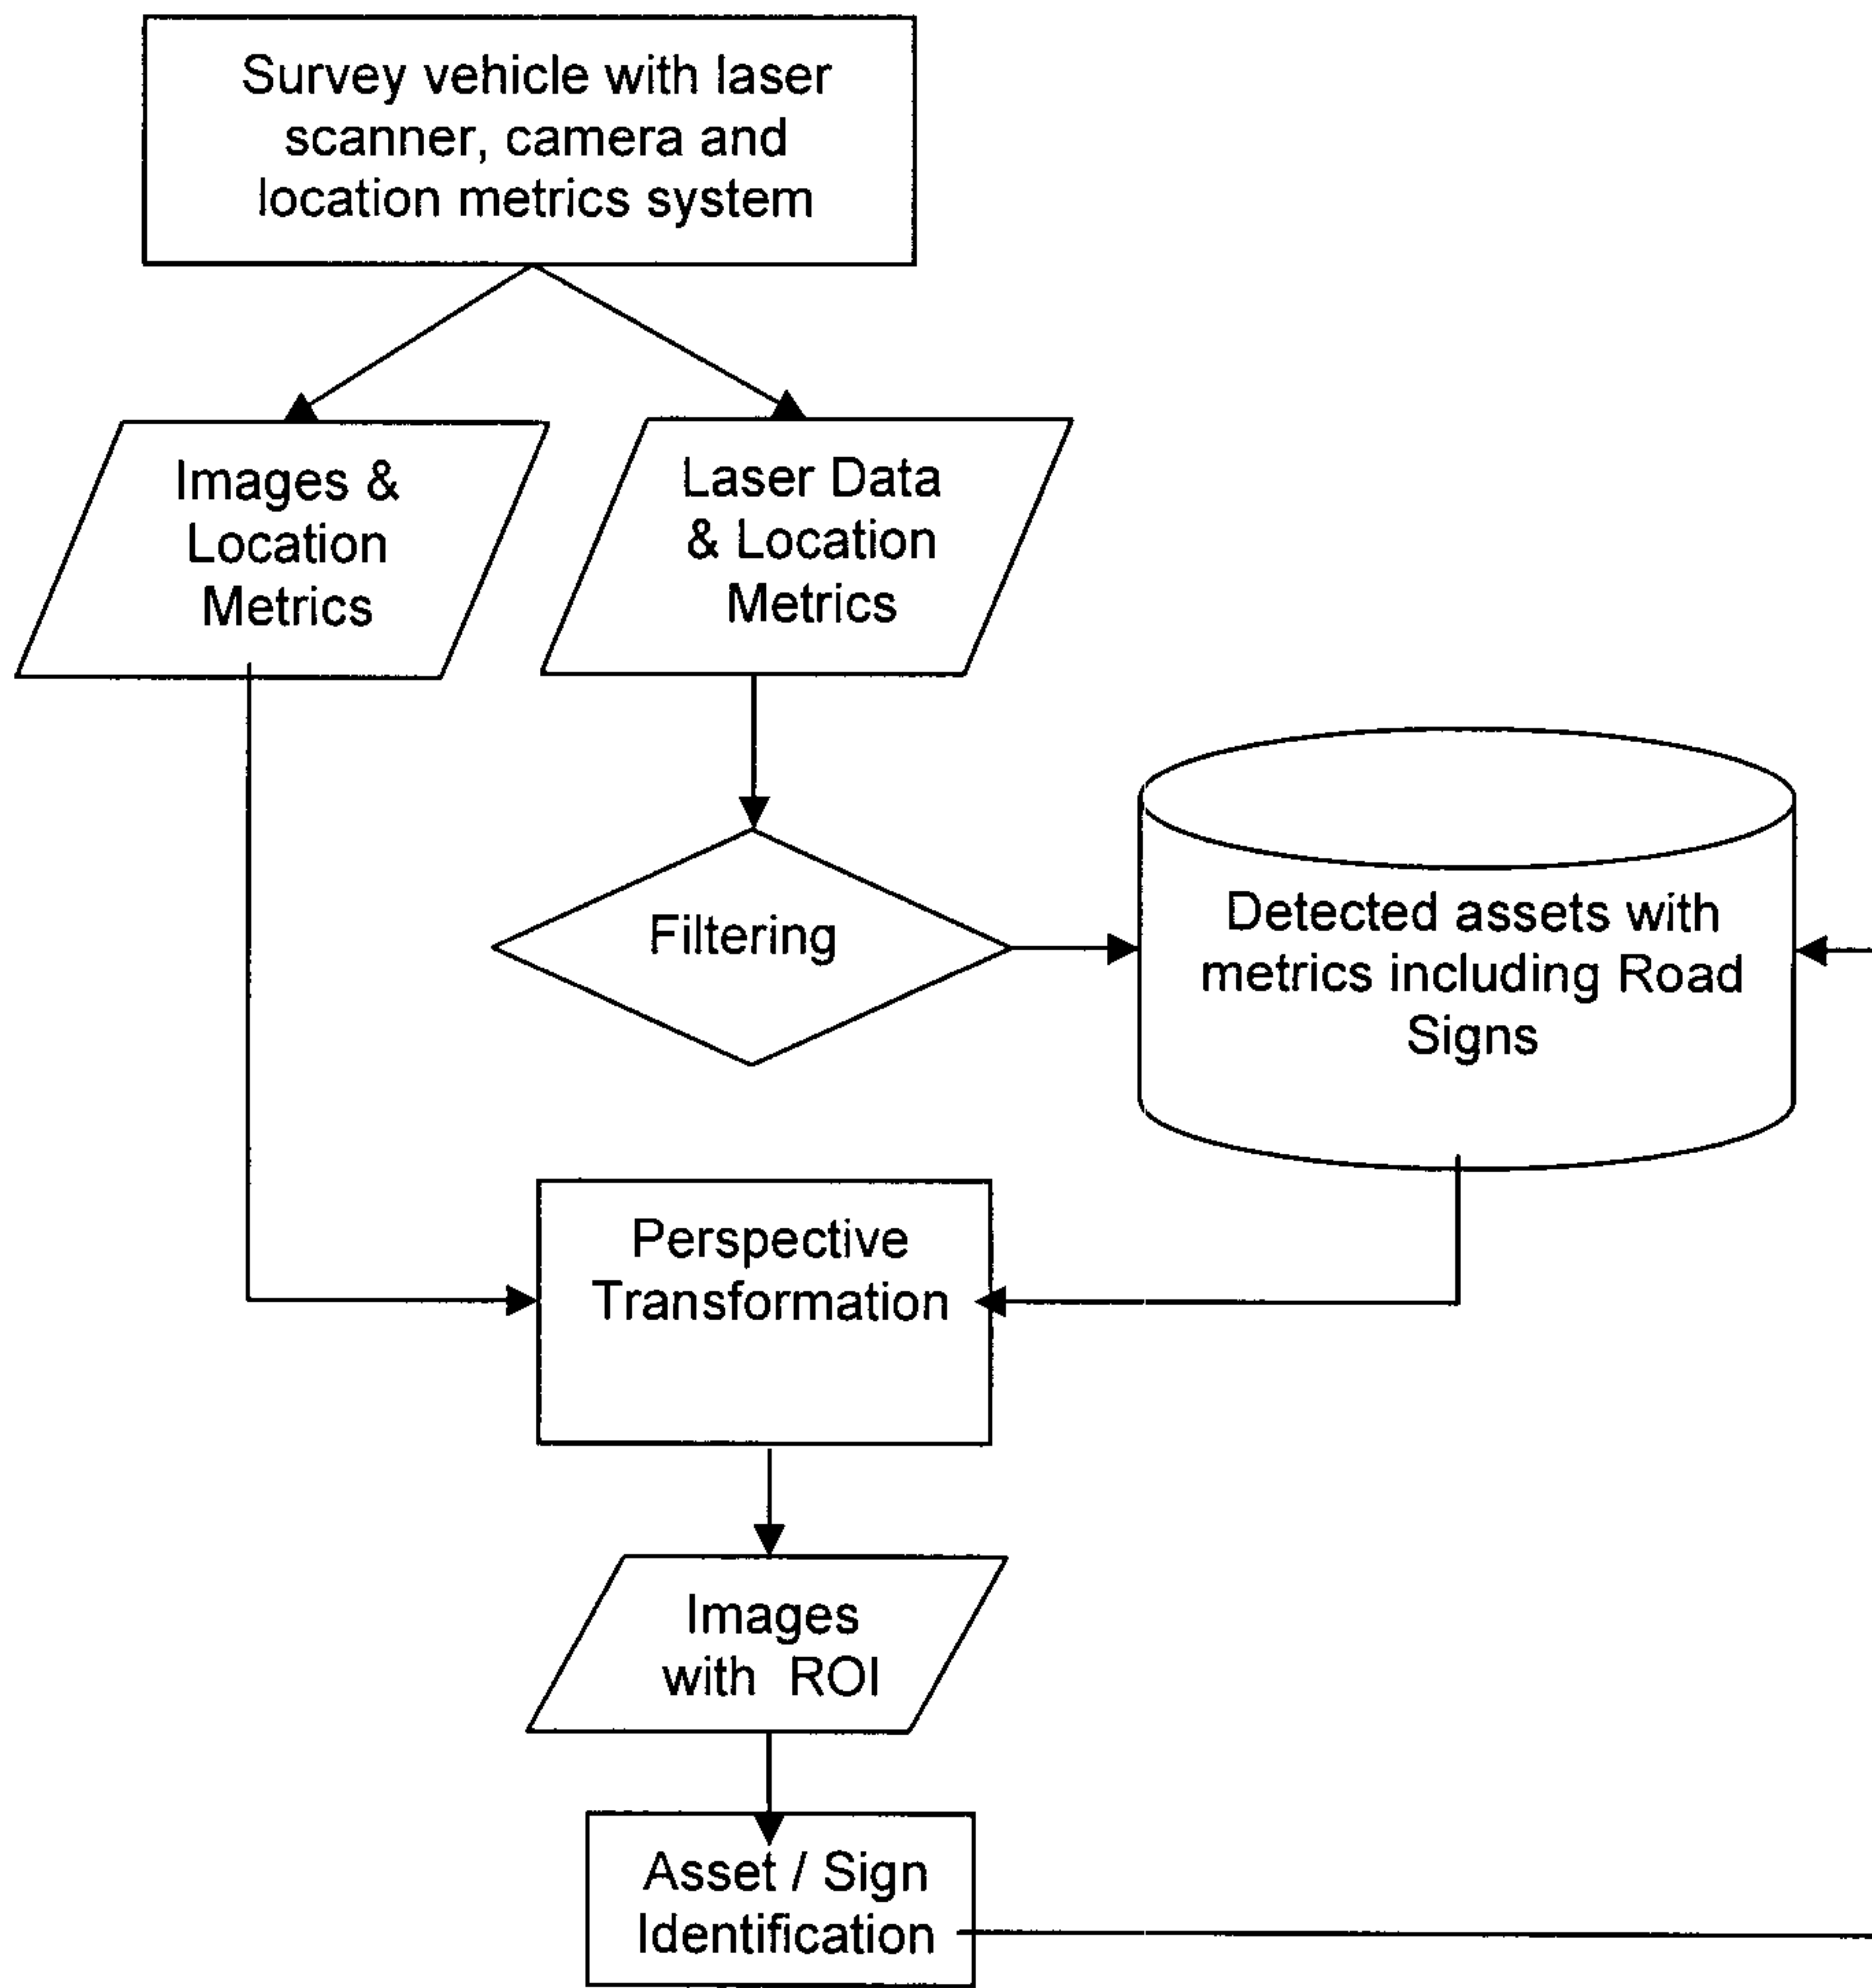 Survey vehicle with laser
scanner, camera and
location metrics system
Images &
Location
Metrics
Laser Data
& Location
Metrics
Filtering
Detected assets with
metrics including Road
Signs
Perspective
Transformation
Images
with ROI
Asset / Sign
Identification